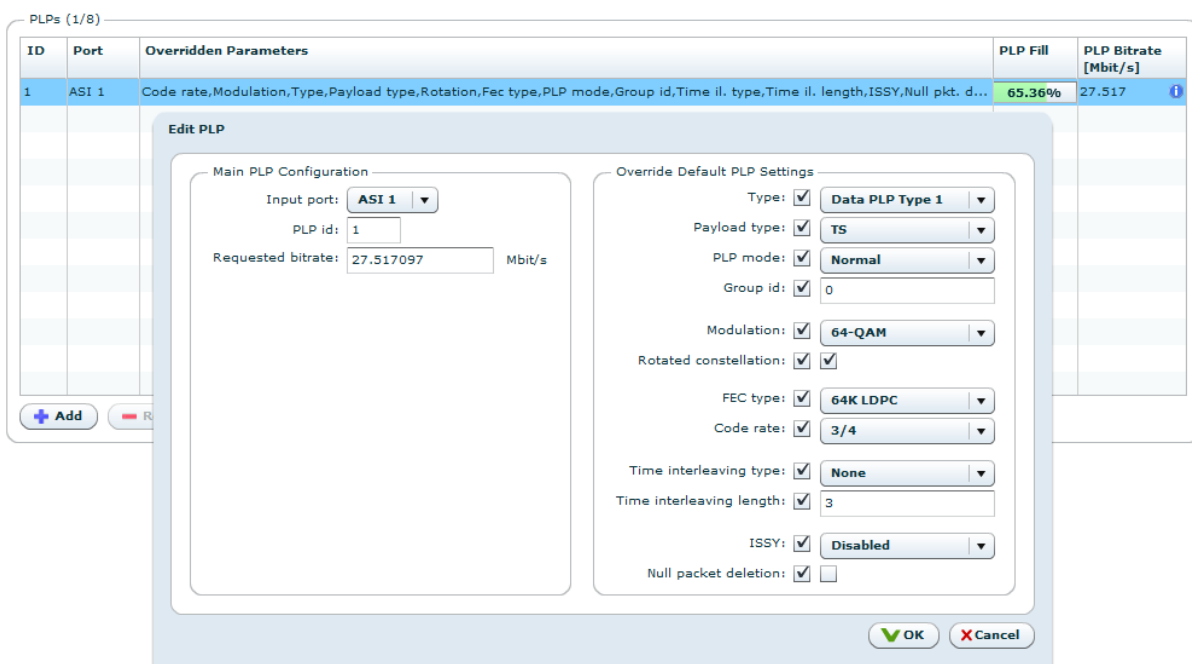 PLPs (1/8)
ID Port Overridden Parameters PLP Fill PLP Bitrate [Mbit/s]
1 ASI 1 Code rate,Modulation,Type,Payload type,Rotation,Fec type,PLP mode,Group id,Time il. type,Time il. length,ISSY,Null pkt. d... 65.36% 27.517
Edit PLP
Main PLP Configuration
Input port: ASI 1
PLP id: 1
Requested bitrate: 27.517097 Mbit/s
Override Default PLP Settings
Type: Data PLP Type 1
Payload type: TS
PLP mode: Normal
Group id: 0
Modulation: 64-QAM
Rotated constellation:
FEC type: 64K LDPC
Code rate: 3/4
Time interleaving type: None
Time interleaving length: 3
ISSY: Disabled
Null packet deletion:
Add
OK Cancel